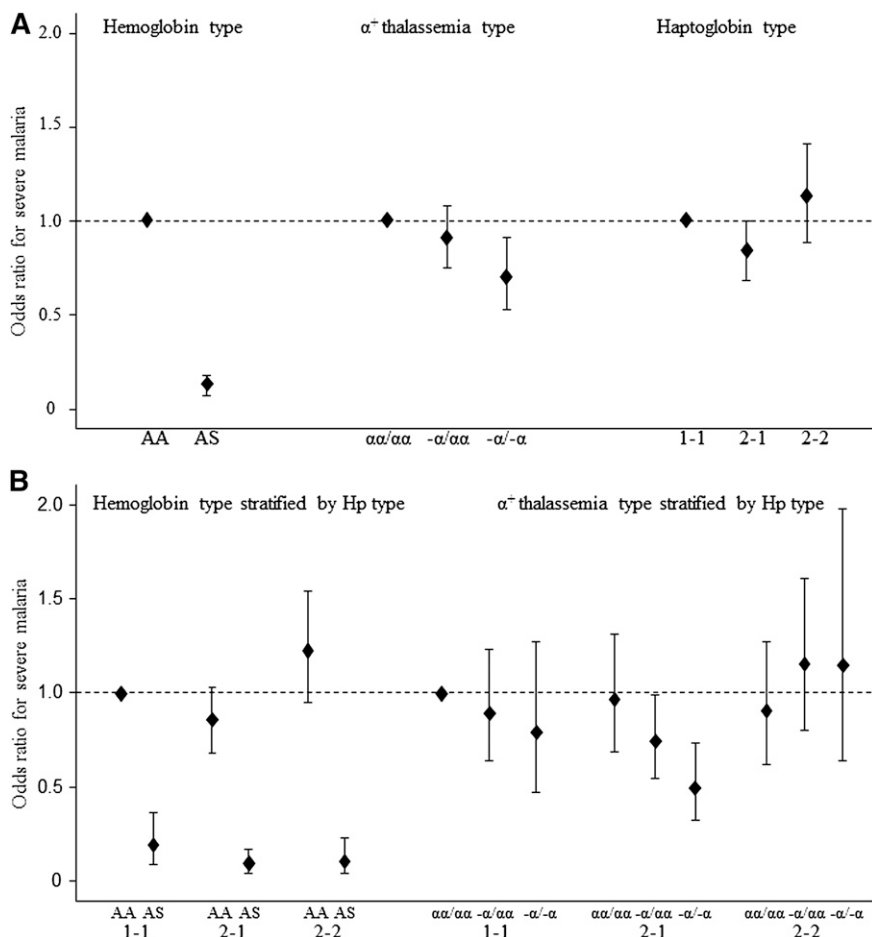 A
Hemoglobin type α⁺ thalassemia type Haptoglobin type
Odds ratio for severe malaria
2.0
1.5
1.0
0.5
0
AA AS αα/αα -α/αα -α/-α 1-1 2-1 2-2
B
Hemoglobin type stratified by Hp type α⁺ thalassemia type stratified by Hp type
Odds ratio for severe malaria
2.0
1.5
1.0
0.5
0
AA AS AA AS AA AS αα/αα -α/αα -α/-α αα/αα -α/αα -α/-α αα/αα -α/αα -α/-α
1-1 2-1 2-2 1-1 2-1 2-2